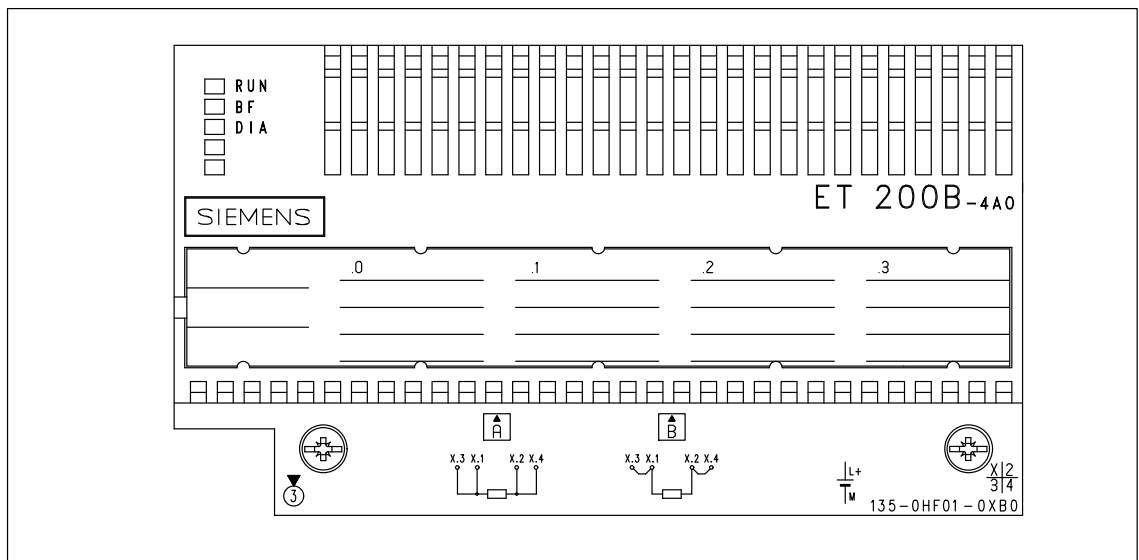 RUN
BF
DIA
ET 200B-4A0
SIEMENS
.0 .1 .2 .3
A B
X.3 X.1 X.2 X.4 X.3 X.1 X.2 X.4
L+
M
3
X 2
3 4
135-0HF01-0XB0